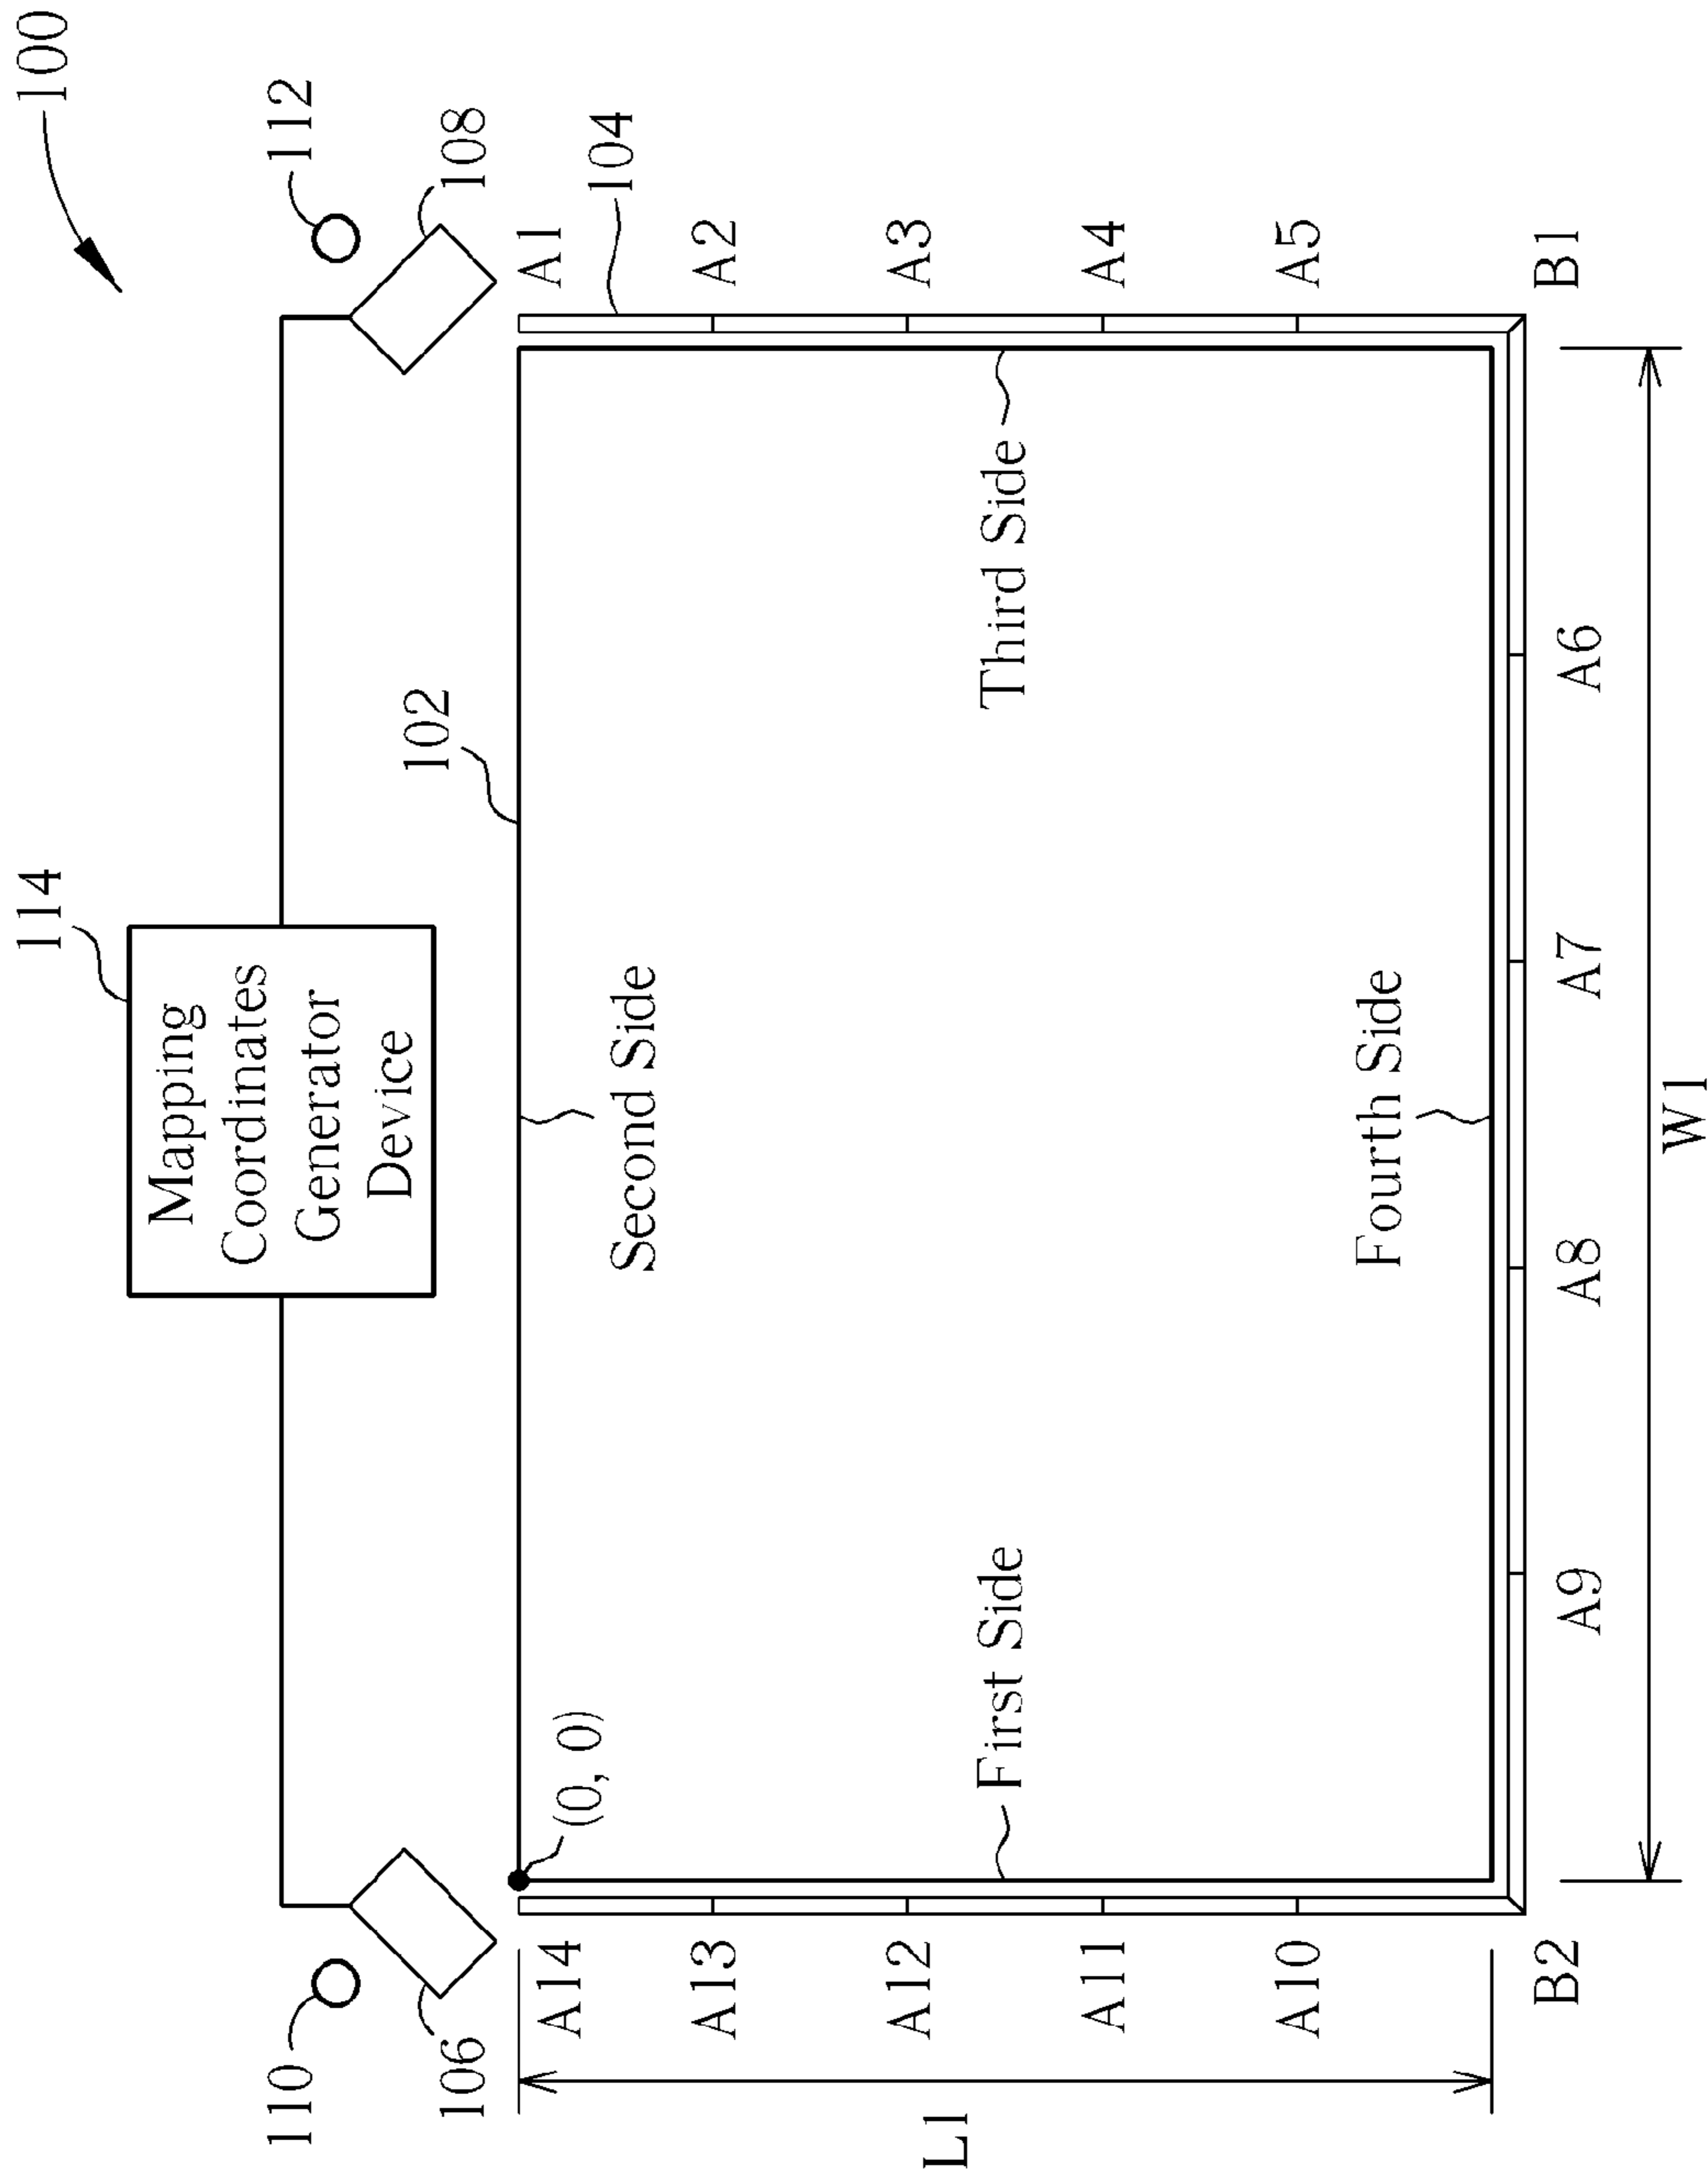 100
114
Mapping
Coordinates
Generator
Device
110
112
106
108
102
104
(0, 0)
Second Side
First Side
Third Side
Fourth Side
A14
A13
A12
A11
A10
B2
A1
A2
A3
A4
A5
B1
A9
A8
A7
A6
L1
W1